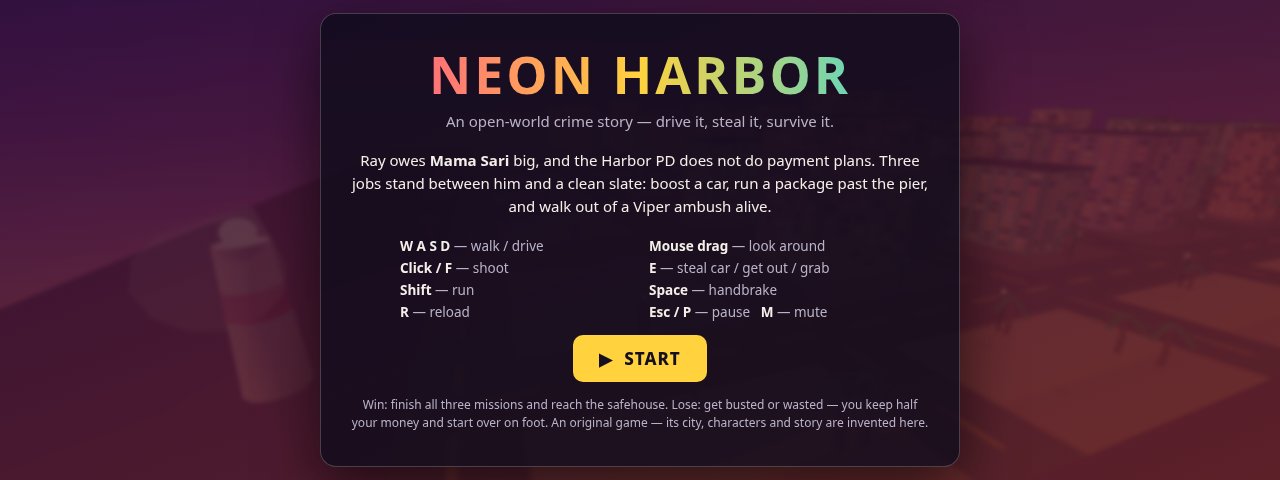 NEON HARBOR
An open-world crime story — drive it, steal it, survive it.
Ray owes Mama Sari big, and the Harbor PD does not do payment plans. Three
jobs stand between him and a clean slate: boost a car, run a package past the pier,
and walk out of a Viper ambush alive.
W A S D — walk / drive
Mouse drag — look around
Click / F — shoot
E — steal car / get out / grab
Shift — run
Space — handbrake
R — reload
Esc / P — pause M — mute
▶ START
Win: finish all three missions and reach the safehouse. Lose: get busted or wasted — you keep half
your money and start over on foot. An original game — its city, characters and story are invented here.